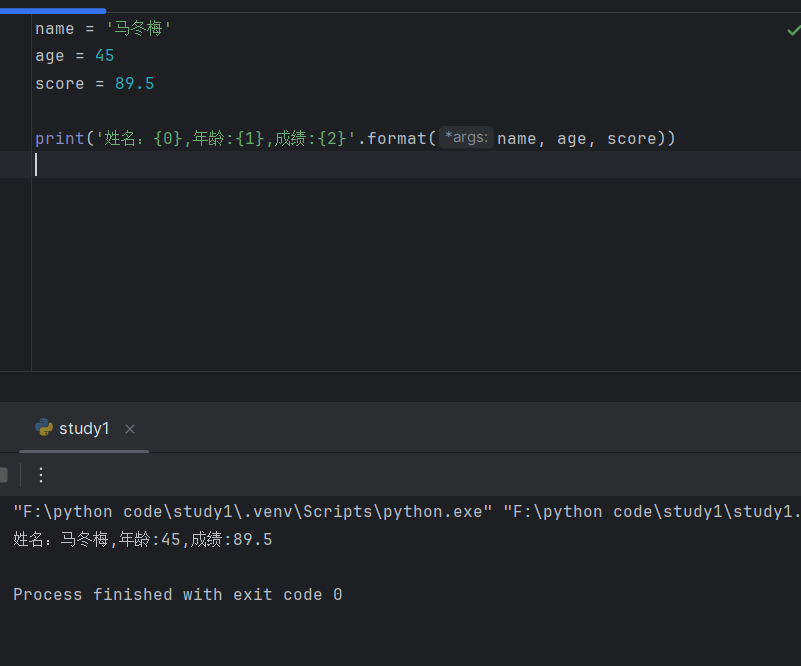 name = '马冬梅'
age = 45
score = 89.5
print('姓名：{0},年龄:{1},成绩:{2}'.format(*args: name, age, score))
study1
"F:\python code\study1\.venv\Scripts\python.exe" "F:\python code\study1\study1.
姓名：马冬梅,年龄:45,成绩:89.5
Process finished with exit code 0